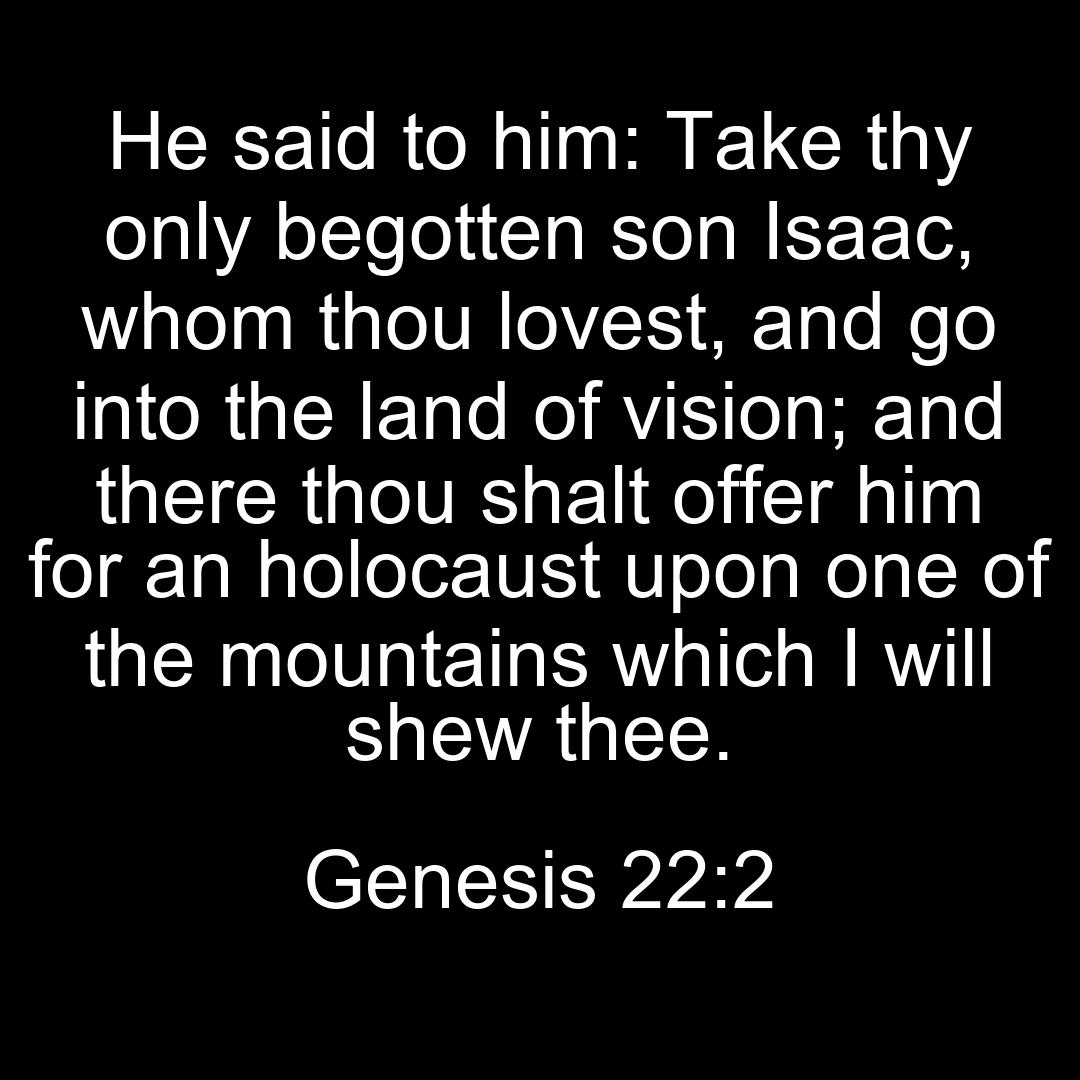 He said to him: Take thy
only begotten son Isaac,
whom thou lovest, and go
into the land of vision; and
there thou shalt offer him
for an holocaust upon one of
the mountains which I will
shew thee.
Genesis 22:2